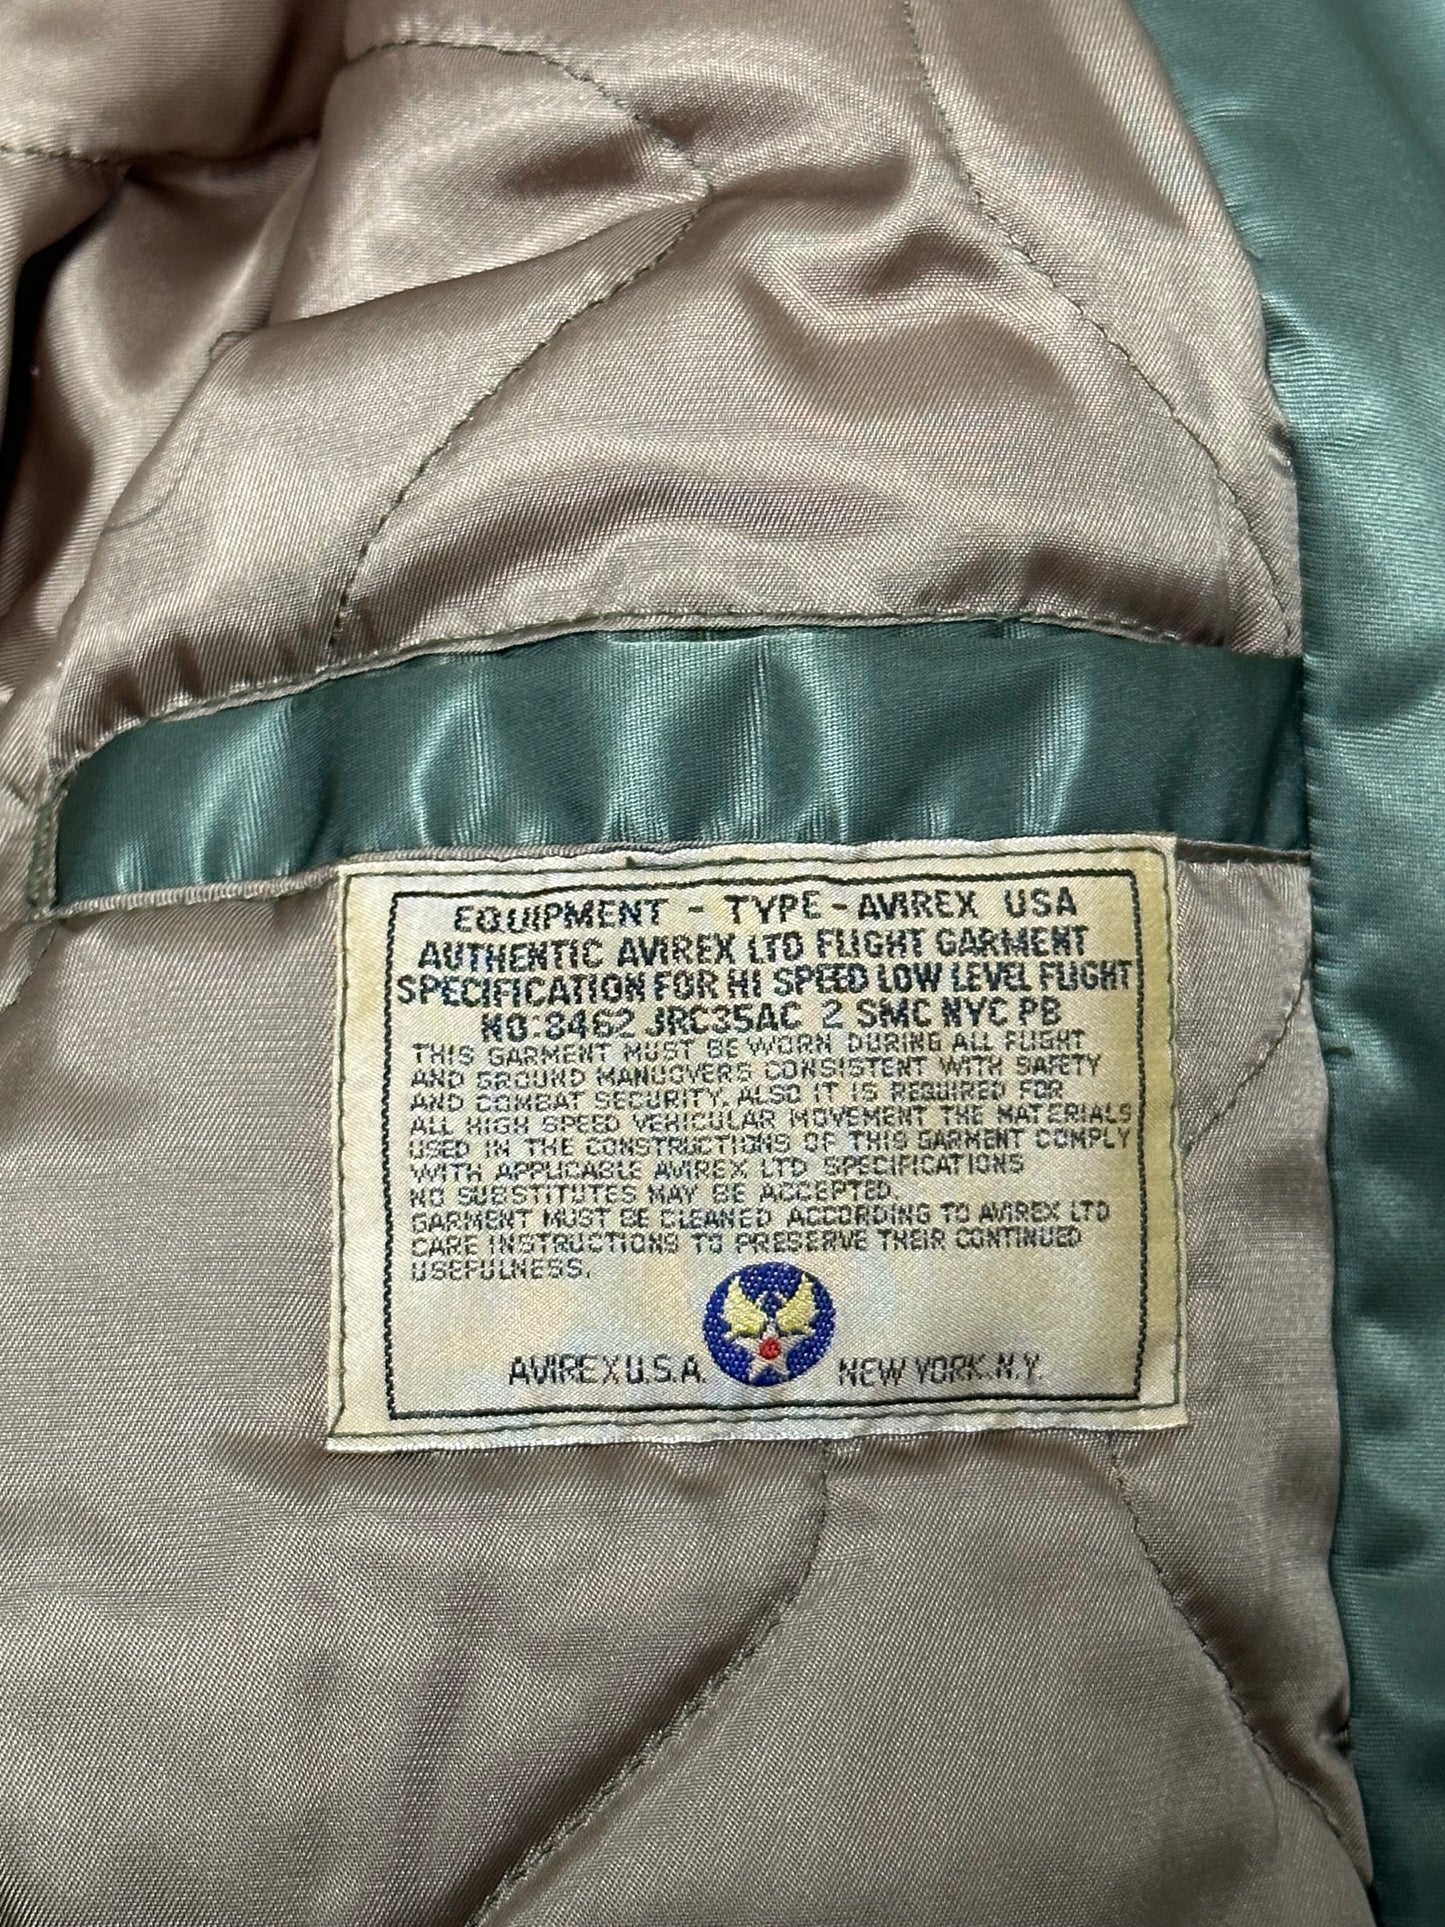 EQUIPMENT - TYPE - AVIREX USA
AUTHENTIC AVIREX LTD FLIGHT GARMENT
SPECIFICATION FOR HI SPEED LOW LEVEL FLIGHT
NO:8462 JRC35AC 2 SMC NYC PB
THIS GARMENT MUST BE WORN DURING ALL FLIGHT
AND GROUND MANUOVERS CONSISTENT WITH SAFETY
AND COMBAT SECURITY. ALSO IT IS REQUIRED FOR
ALL HIGH SPEED VEHICULAR MOVEMENT THE MATERIALS
USED IN THE CONSTRUCTIONS OF THIS GARMENT COMPLY
WITH APPLICABLE AVIREX LTD SPECIFICATIONS
NO SUBSTITUTES MAY BE ACCEPTED.
GARMENT MUST BE CLEANED ACCORDING TO AVIREX LTD
CARE INSTRUCTIONS TO PRESERVE THEIR CONTINUED
USEFULNESS.
AVIREX U.S.A. NEW YORK.N.Y.